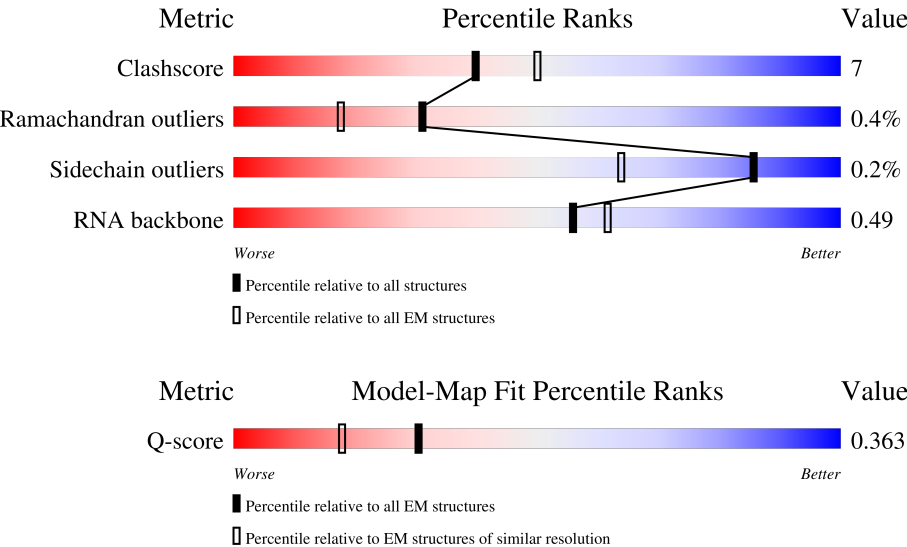 Metric Percentile Ranks Value
Clashscore 7
Ramachandran outliers 0.4%
Sidechain outliers 0.2%
RNA backbone 0.49
Worse Better
Percentile relative to all structures
Percentile relative to all EM structures
Metric Model-Map Fit Percentile Ranks Value
Q-score 0.363
Worse Better
Percentile relative to all EM structures
Percentile relative to EM structures of similar resolution